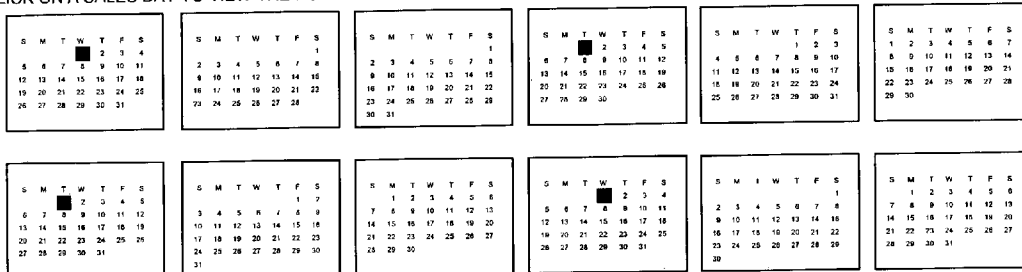 LICK ON A SALES DAY TO VIEW THE
S M T W T F S
2 3 4
5 6 7 8 9 10 11
12 13 14 15 16 17 18
19 20 21 22 23 24 25
26 27 28 29 30 31
S M T W T F S
1
2 3 4 5 6 7 8
9 10 11 12 13 14 15
16 17 18 19 20 21 22
23 24 25 26 27 28
S M T W T F S
1
2 3 4 5 6 7 8
9 10 11 12 13 14 15
16 17 18 19 20 21 22
23 24 25 26 27 28 29
30 31
S M T W T F S
2 3 4 5
6 7 8 9 10 11 12
13 14 15 16 17 18 19
20 21 22 23 24 25 26
27 28 29 30
S M T W T F S
1 2 3
4 5 6 7 8 9 10
11 12 13 14 15 16 17
18 19 20 21 22 23 24
25 26 27 28 29 30 31
S M T W T F S
1 2 3 4 5 6 7
8 9 10 11 12 13 14
15 16 17 18 19 20 21
22 23 24 25 26 27 28
29 30
S M T W T F S
2 3 4 5
6 7 8 9 10 11 12
13 14 15 16 17 18 19
20 21 22 23 24 25 26
27 28 29 30 31
S M T W T F S
1 2
3 4 5 6 7 8 9
10 11 12 13 14 15 16
17 18 19 20 21 22 23
24 25 26 27 28 29 30
31
S M T W T F S
1 2 3 4 5 6
7 8 9 10 11 12 13
14 15 16 17 18 19 20
21 22 23 24 25 26 27
28 29 30
S M T W T F S
2 3 4
5 6 7 8 9 10 11
12 13 14 15 16 17 18
19 20 21 22 23 24 25
26 27 28 29 30 31
S M T W T F S
1
2 3 4 5 6 7 8
9 10 11 12 13 14 15
16 17 18 19 20 21 22
23 24 25 26 27 28 29
30
S M T W T F S
1 2 3 4 5 6
7 8 9 10 11 12 13
14 15 16 17 18 19 20
21 22 23 24 25 26 27
28 29 30 31